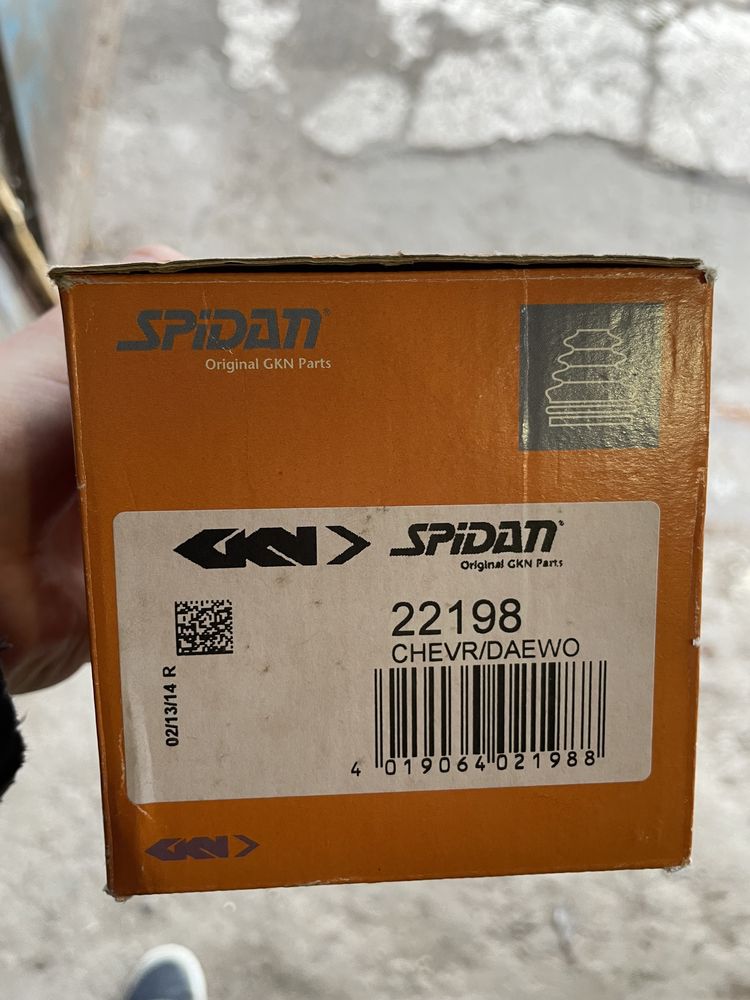 SPiDAN
Original GKN Parts
GKN SPiDAN
Original GKN Parts
22198
CHEVR/DAEWO
02/13/14 R
4 019064 021988
GKN